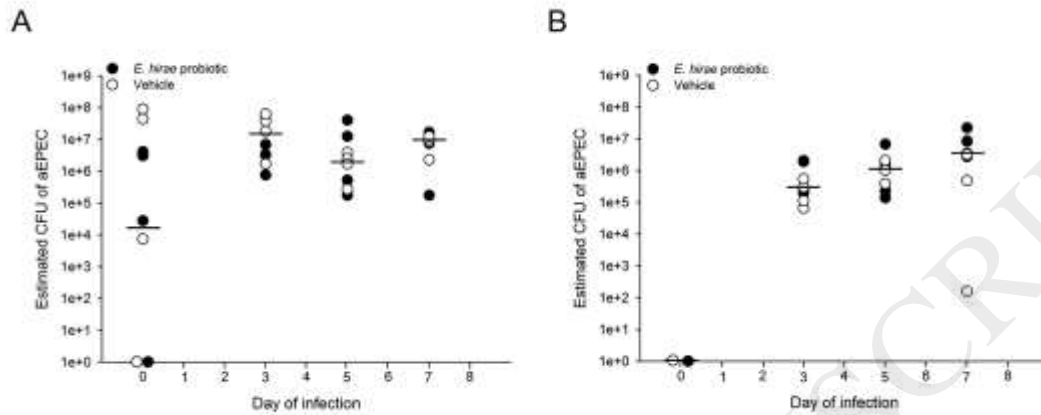 A
E. hirae probiotic
Vehicle
Estimated CFU of aEPEC
1e+9
1e+8
1e+7
1e+6
1e+5
1e+4
1e+3
1e+2
1e+1
1e+0
0 1 2 3 4 5 6 7 8
Day of infection
B
E. hirae probiotic
Vehicle
Estimated CFU of aEPEC
1e+9
1e+8
1e+7
1e+6
1e+5
1e+4
1e+3
1e+2
1e+1
1e+0
0 1 2 3 4 5 6 7 8
Day of infection
SCRI